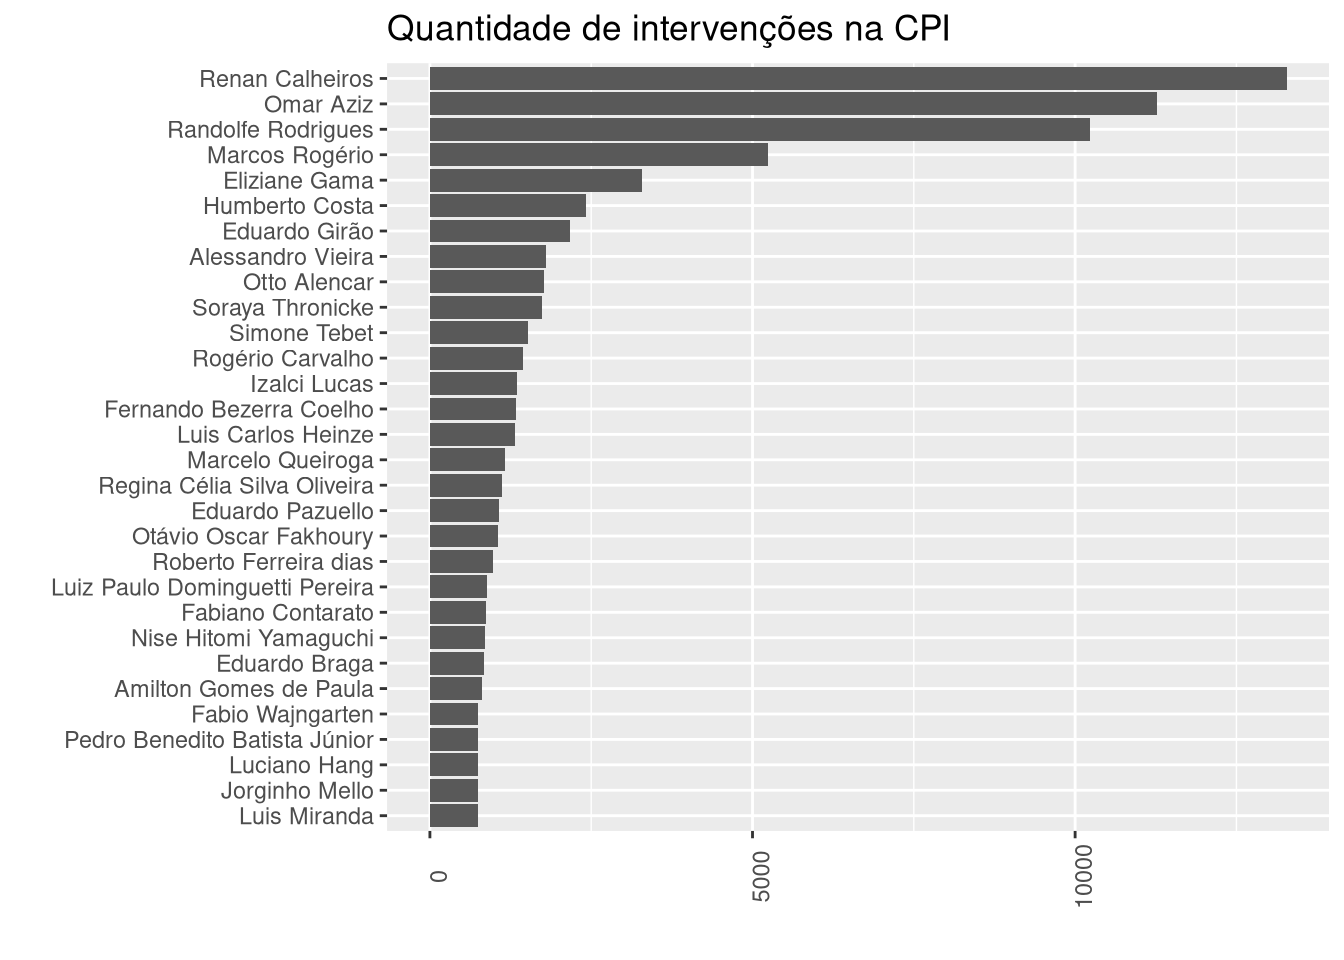 Quantidade de intervenções na CPI
Renan Calheiros
Omar Aziz
Randolfe Rodrigues
Marcos Rogério
Eliziane Gama
Humberto Costa
Eduardo Girão
Alessandro Vieira
Otto Alencar
Soraya Thronicke
Simone Tebet
Rogério Carvalho
Izalci Lucas
Fernando Bezerra Coelho
Luis Carlos Heinze
Marcelo Queiroga
Regina Célia Silva Oliveira
Eduardo Pazuello
Otávio Oscar Fakhoury
Roberto Ferreira dias
Luiz Paulo Dominguetti Pereira
Fabiano Contarato
Nise Hitomi Yamaguchi
Eduardo Braga
Amilton Gomes de Paula
Fabio Wajngarten
Pedro Benedito Batista Júnior
Luciano Hang
Jorginho Mello
Luis Miranda
0
5000
10000